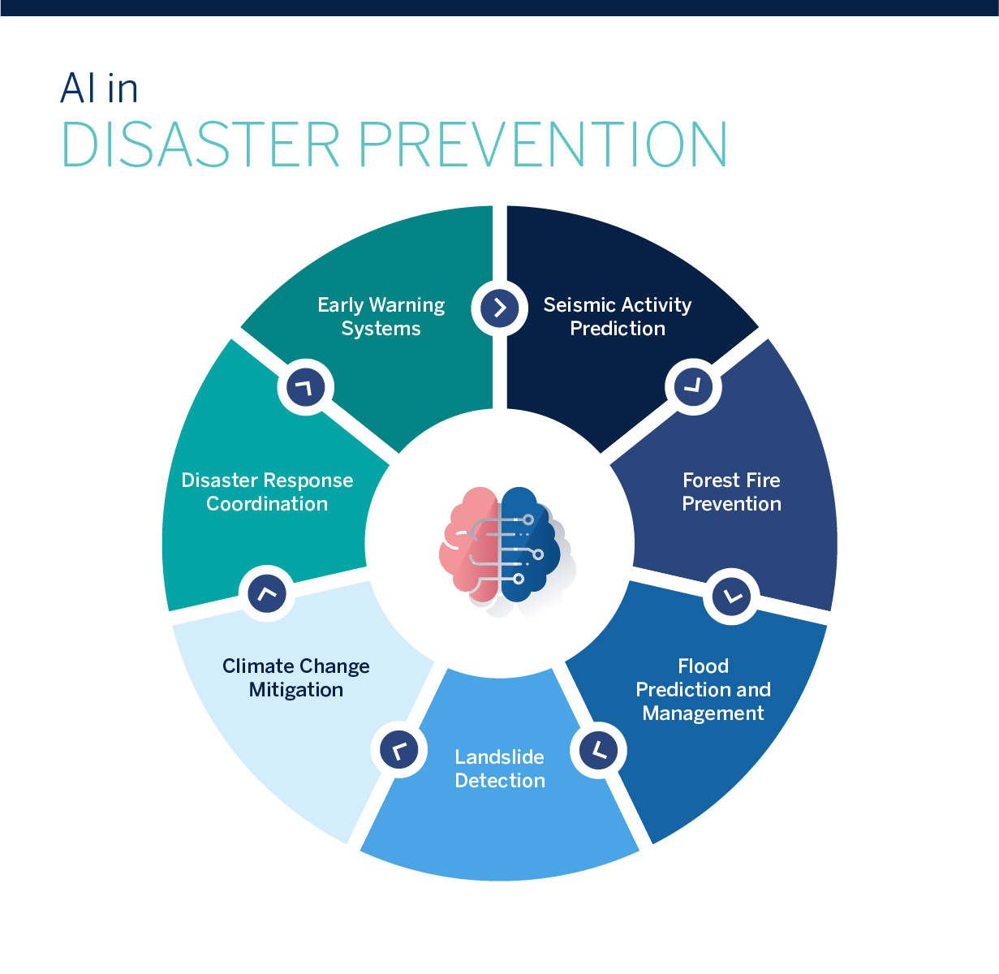 AI in
DISASTER PREVENTION
Early Warning
Systems
Seismic Activity
Prediction
Disaster Response
Coordination
Forest Fire
Prevention
Climate Change
Mitigation
Flood
Prediction and
Management
Landslide
Detection